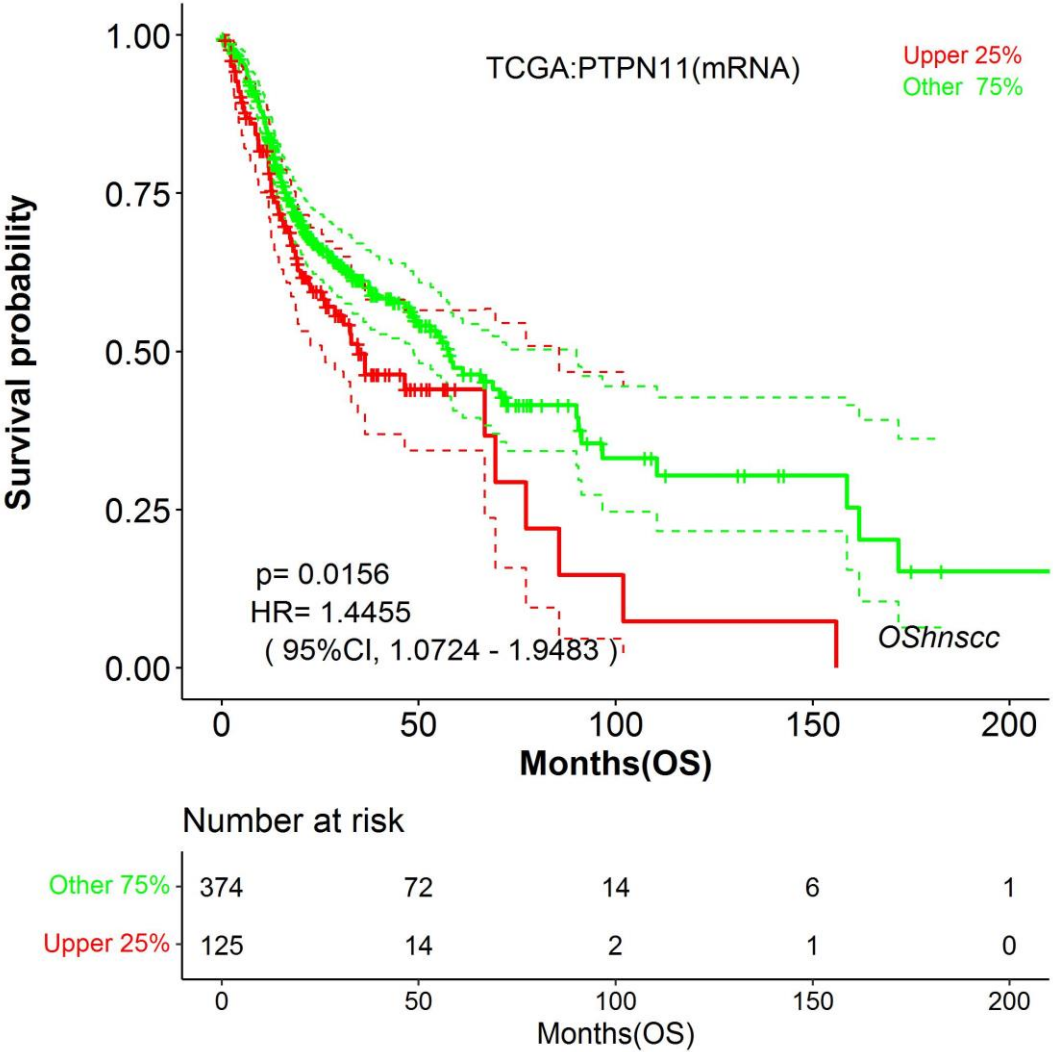 TCGA:PTPN11(mRNA)
Upper 25%
Other 75%
Survival probability
1.00
0.75
0.50
0.25
0.00
p= 0.0156
HR= 1.4455
( 95%CI, 1.0724 - 1.9483 )
OShnscc
0 50 100 150 200
Months(OS)
Number at risk
Other 75% 374 72 14 6 1
Upper 25% 125 14 2 1 0
0 50 100 150 200
Months(OS)